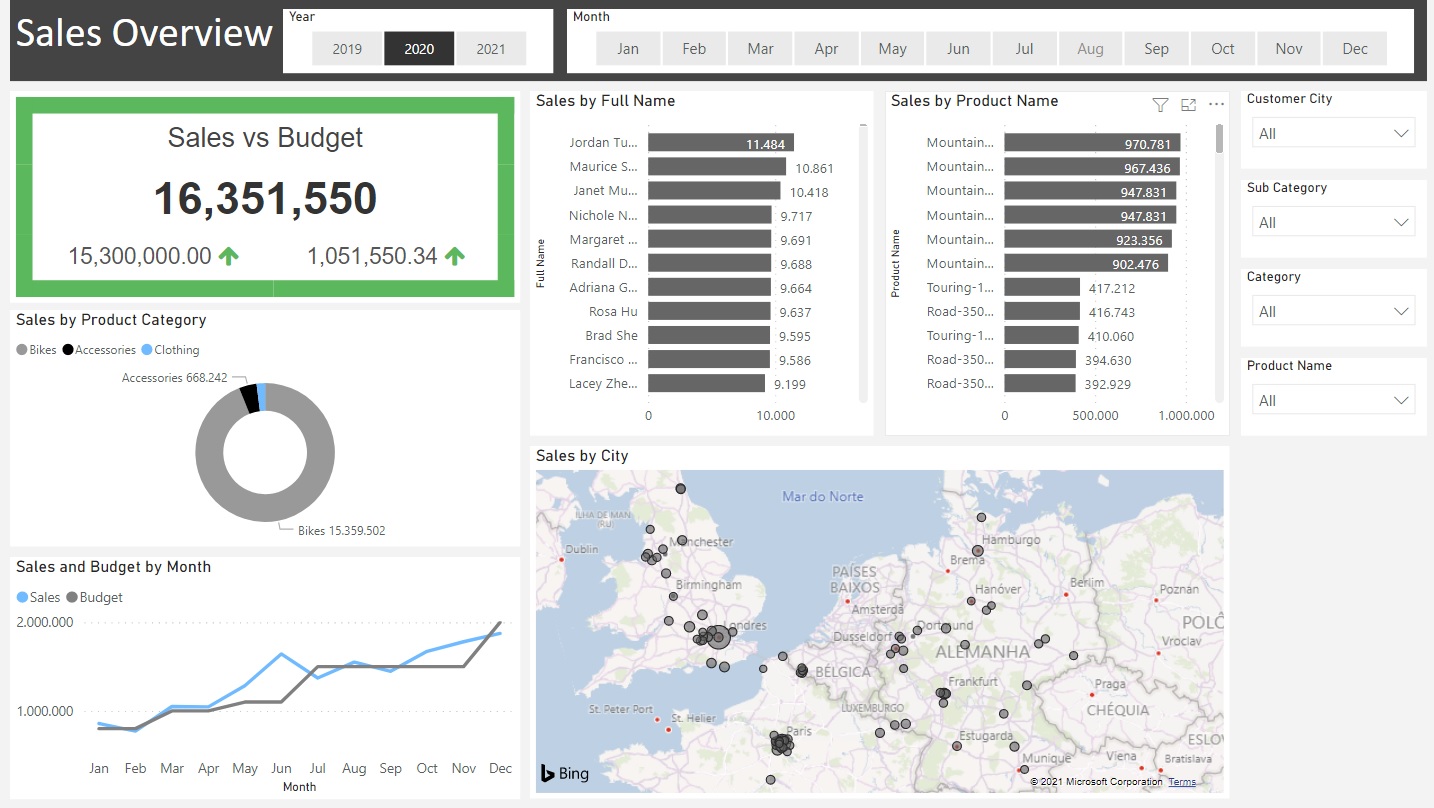 Sales Overview
Year
2019 2020 2021
Month
Jan Feb Mar Apr May Jun Jul Aug Sep Oct Nov Dec
Sales vs Budget
16,351,550
15,300,000.00 1,051,550.34
Sales by Product Category
Bikes Accessories Clothing
Accessories 668.242
Bikes 15.359.502
Sales and Budget by Month
Sales Budget
2.000.000
1.000.000
Jan Feb Mar Apr May Jun Jul Aug Sep Oct Nov Dec
Month
Sales by Full Name
Full Name
Jordan Tu... 11.484
Maurice S... 10.861
Janet Mu... 10.418
Nichole N... 9.717
Margaret ... 9.691
Randall D... 9.688
Adriana G... 9.664
Rosa Hu 9.637
Brad She 9.595
Francisco ... 9.586
Lacey Zhe... 9.199
0 10.000
Sales by Product Name
Product Name
Mountain... 970.781
Mountain... 967.436
Mountain... 947.831
Mountain... 947.831
Mountain... 923.356
Mountain... 902.476
Touring-1... 417.212
Road-350... 416.743
Touring-1... 410.060
Road-350... 394.630
Road-350... 392.929
0 500.000 1.000.000
Customer City
All
Sub Category
All
Category
All
Product Name
All
Sales by City
Mar do Norte
ILHA DE MAN
(RU)
Dublin
Manchester
Birmingham
Londres
Hamburgo
Brema
PAÍSES
BAIXOS
Hanôver
Berlim
Poznan
Amsterdã
POLÔ
Dusseldorf
Dortmund
Vroclav
ALEMANHA
BÉLGICA
Frankfurt
Praga
LUXEMBURGO
CHÉQUIA
St. Peter Port
St. Helier
Paris
Estugarda
ESLOV
Munique
Viena
Bratislava
Bing
© 2021 Microsoft Corporation Terms